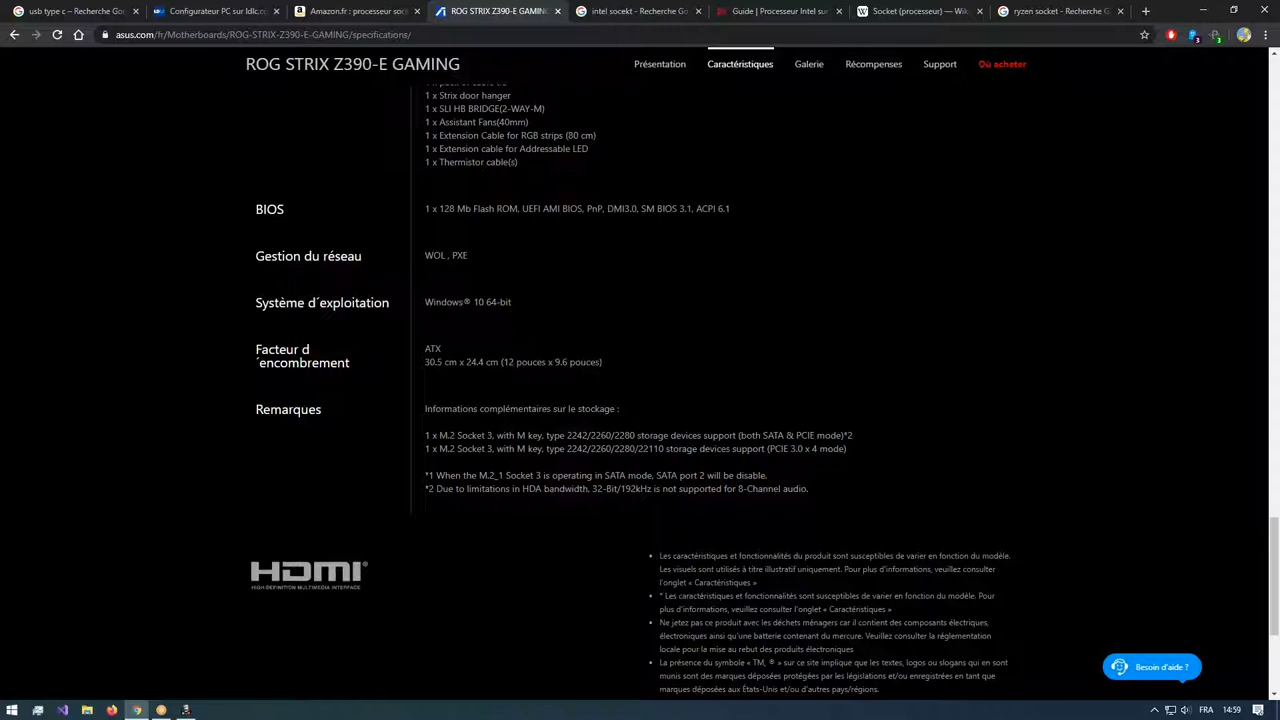 usb type c – Recherche Goo
Configurateur PC sur ldlc.co
Amazon.fr : processeur soc
ROG STRIX Z390-E GAMING
intel sockt - Recherche Go
Guide | Processeur Intel sur
Socket (processeur) — Wik
ryzen socket - Recherche G
asus.com/fr/Motherboards/ROG-STRIX-Z390-E-GAMING/specifications/
ROG STRIX Z390-E GAMING
Présentation
Caractéristiques
Galerie
Récompenses
Support
Où acheter
1 x Strix door hanger
1 x SLI HB BRIDGE(2-WAY-M)
1 x Assistant Fans(40mm)
1 x Extension Cable for RGB strips (80 cm)
1 x Extension cable for Addressable LED
1 x Thermistor cable(s)
BIOS
1 x 128 Mb Flash ROM, UEFI AMI BIOS, PnP, DMI3.0, SM BIOS 3.1, ACPI 6.1
Gestion du réseau
WOL , PXE
Système d´exploitation
Windows® 10 64-bit
Facteur d
´encombrement
ATX
30.5 cm x 24.4 cm (12 pouces x 9.6 pouces)
Remarques
Informations complémentaires sur le stockage :
1 x M.2 Socket 3, with M key, type 2242/2260/2280 storage devices support (both SATA & PCIE mode)*2
1 x M.2 Socket 3, with M key, type 2242/2260/2280/22110 storage devices support (PCIE 3.0 x 4 mode)
*1 When the M.2_1 Socket 3 is operating in SATA mode, SATA port 2 will be disable.
*2 Due to limitations in HDA bandwidth, 32-Bit/192kHz is not supported for 8-Channel audio.
HDMI®
HIGH-DEFINITION MULTIMEDIA INTERFACE
• Les caractéristiques et fonctionnalités du produit sont susceptibles de varier en fonction du modèle.
Les visuels sont utilisés à titre illustratif uniquement. Pour plus d'informations, veuillez consulter
l'onglet « Caractéristiques »
• * Les caractéristiques et fonctionnalités sont susceptibles de varier en fonction du modèle. Pour
plus d'informations, veuillez consulter l'onglet « Caractéristiques »
• Ne jetez pas ce produit avec les déchets ménagers car il contient des composants électriques,
électroniques ainsi qu'une batterie contenant du mercure. Veuillez consulter la réglementation
locale pour la mise au rebut des produits électroniques
• La présence du symbole « TM, ® » sur ce site implique que les textes, logos ou slogans qui en sont
munis sont des marques déposées protégées par les législations et/ou enregistrées en tant que
marques déposées aux États-Unis et/ou d'autres pays/régions.
Besoin d'aide ?
FRA
14:59